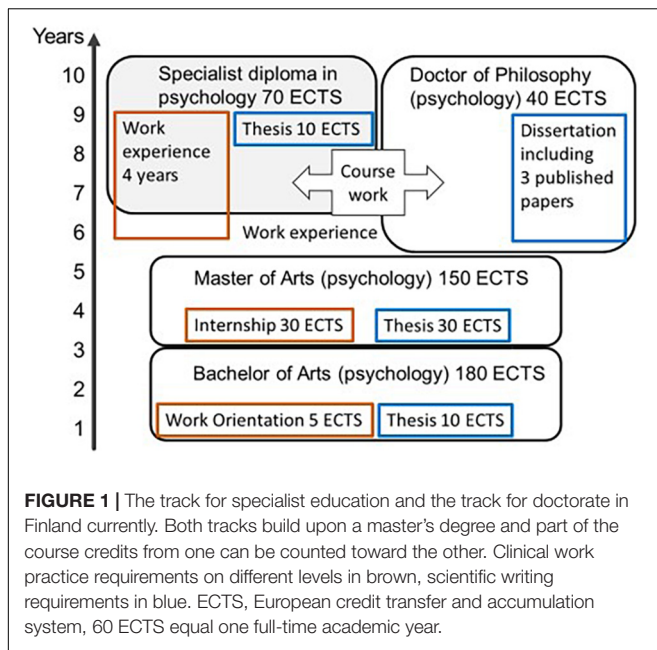 Years
10
9
8
7
6
5
4
3
2
1
Specialist diploma in
psychology 70 ECTS
Work
experience
4 years
Thesis 10 ECTS
Doctor of Philosophy
(psychology) 40 ECTS
Dissertation
including
3 published
papers
Course
work
Work experience
Master of Arts (psychology) 150 ECTS
Internship 30 ECTS
Thesis 30 ECTS
Bachelor of Arts (psychology) 180 ECTS
Work Orientation 5 ECTS
Thesis 10 ECTS
FIGURE 1 | The track for specialist education and the track for doctorate in
Finland currently. Both tracks build upon a master's degree and part of the
course credits from one can be counted toward the other. Clinical work
practice requirements on different levels in brown, scientific writing
requirements in blue. ECTS, European credit transfer and accumulation
system, 60 ECTS equal one full-time academic year.